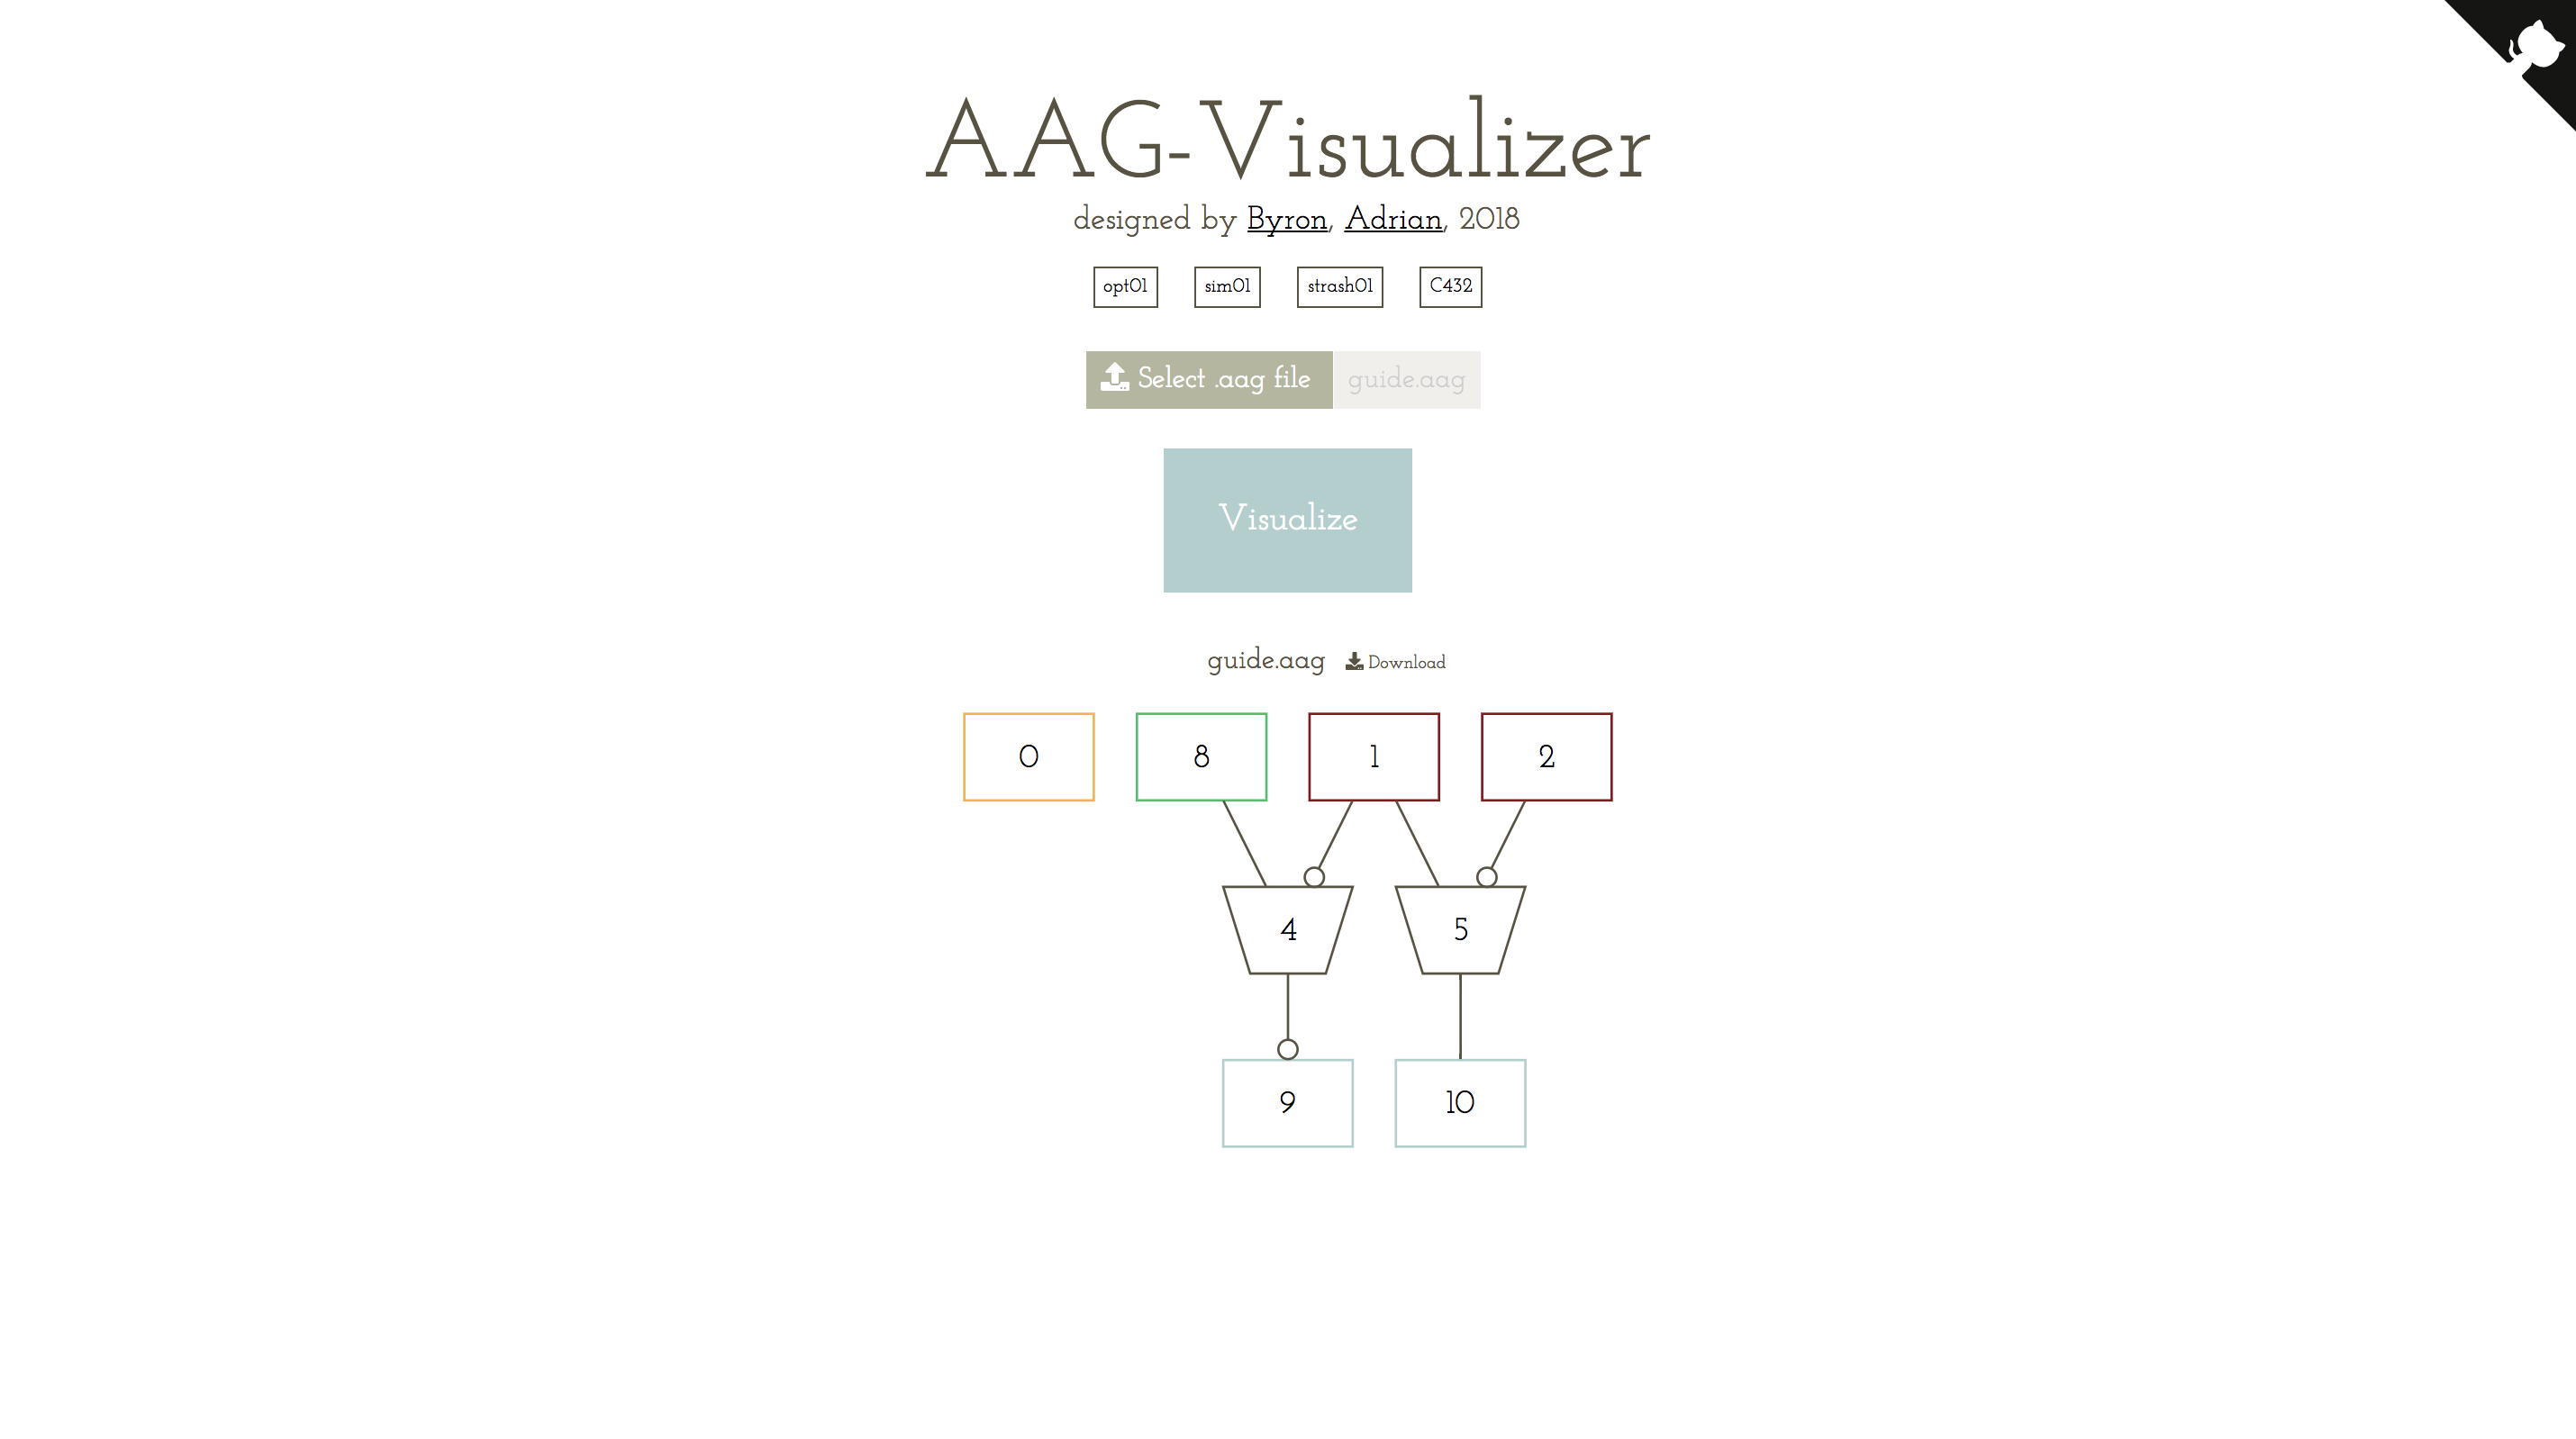 AAG-Visualizer
designed by Byron, Adrian, 2018
opt01 sim01 strash01 C432
Select .aag file guide.aag
Visualize
guide.aag Download
0 8 1 2
4 5
9 10